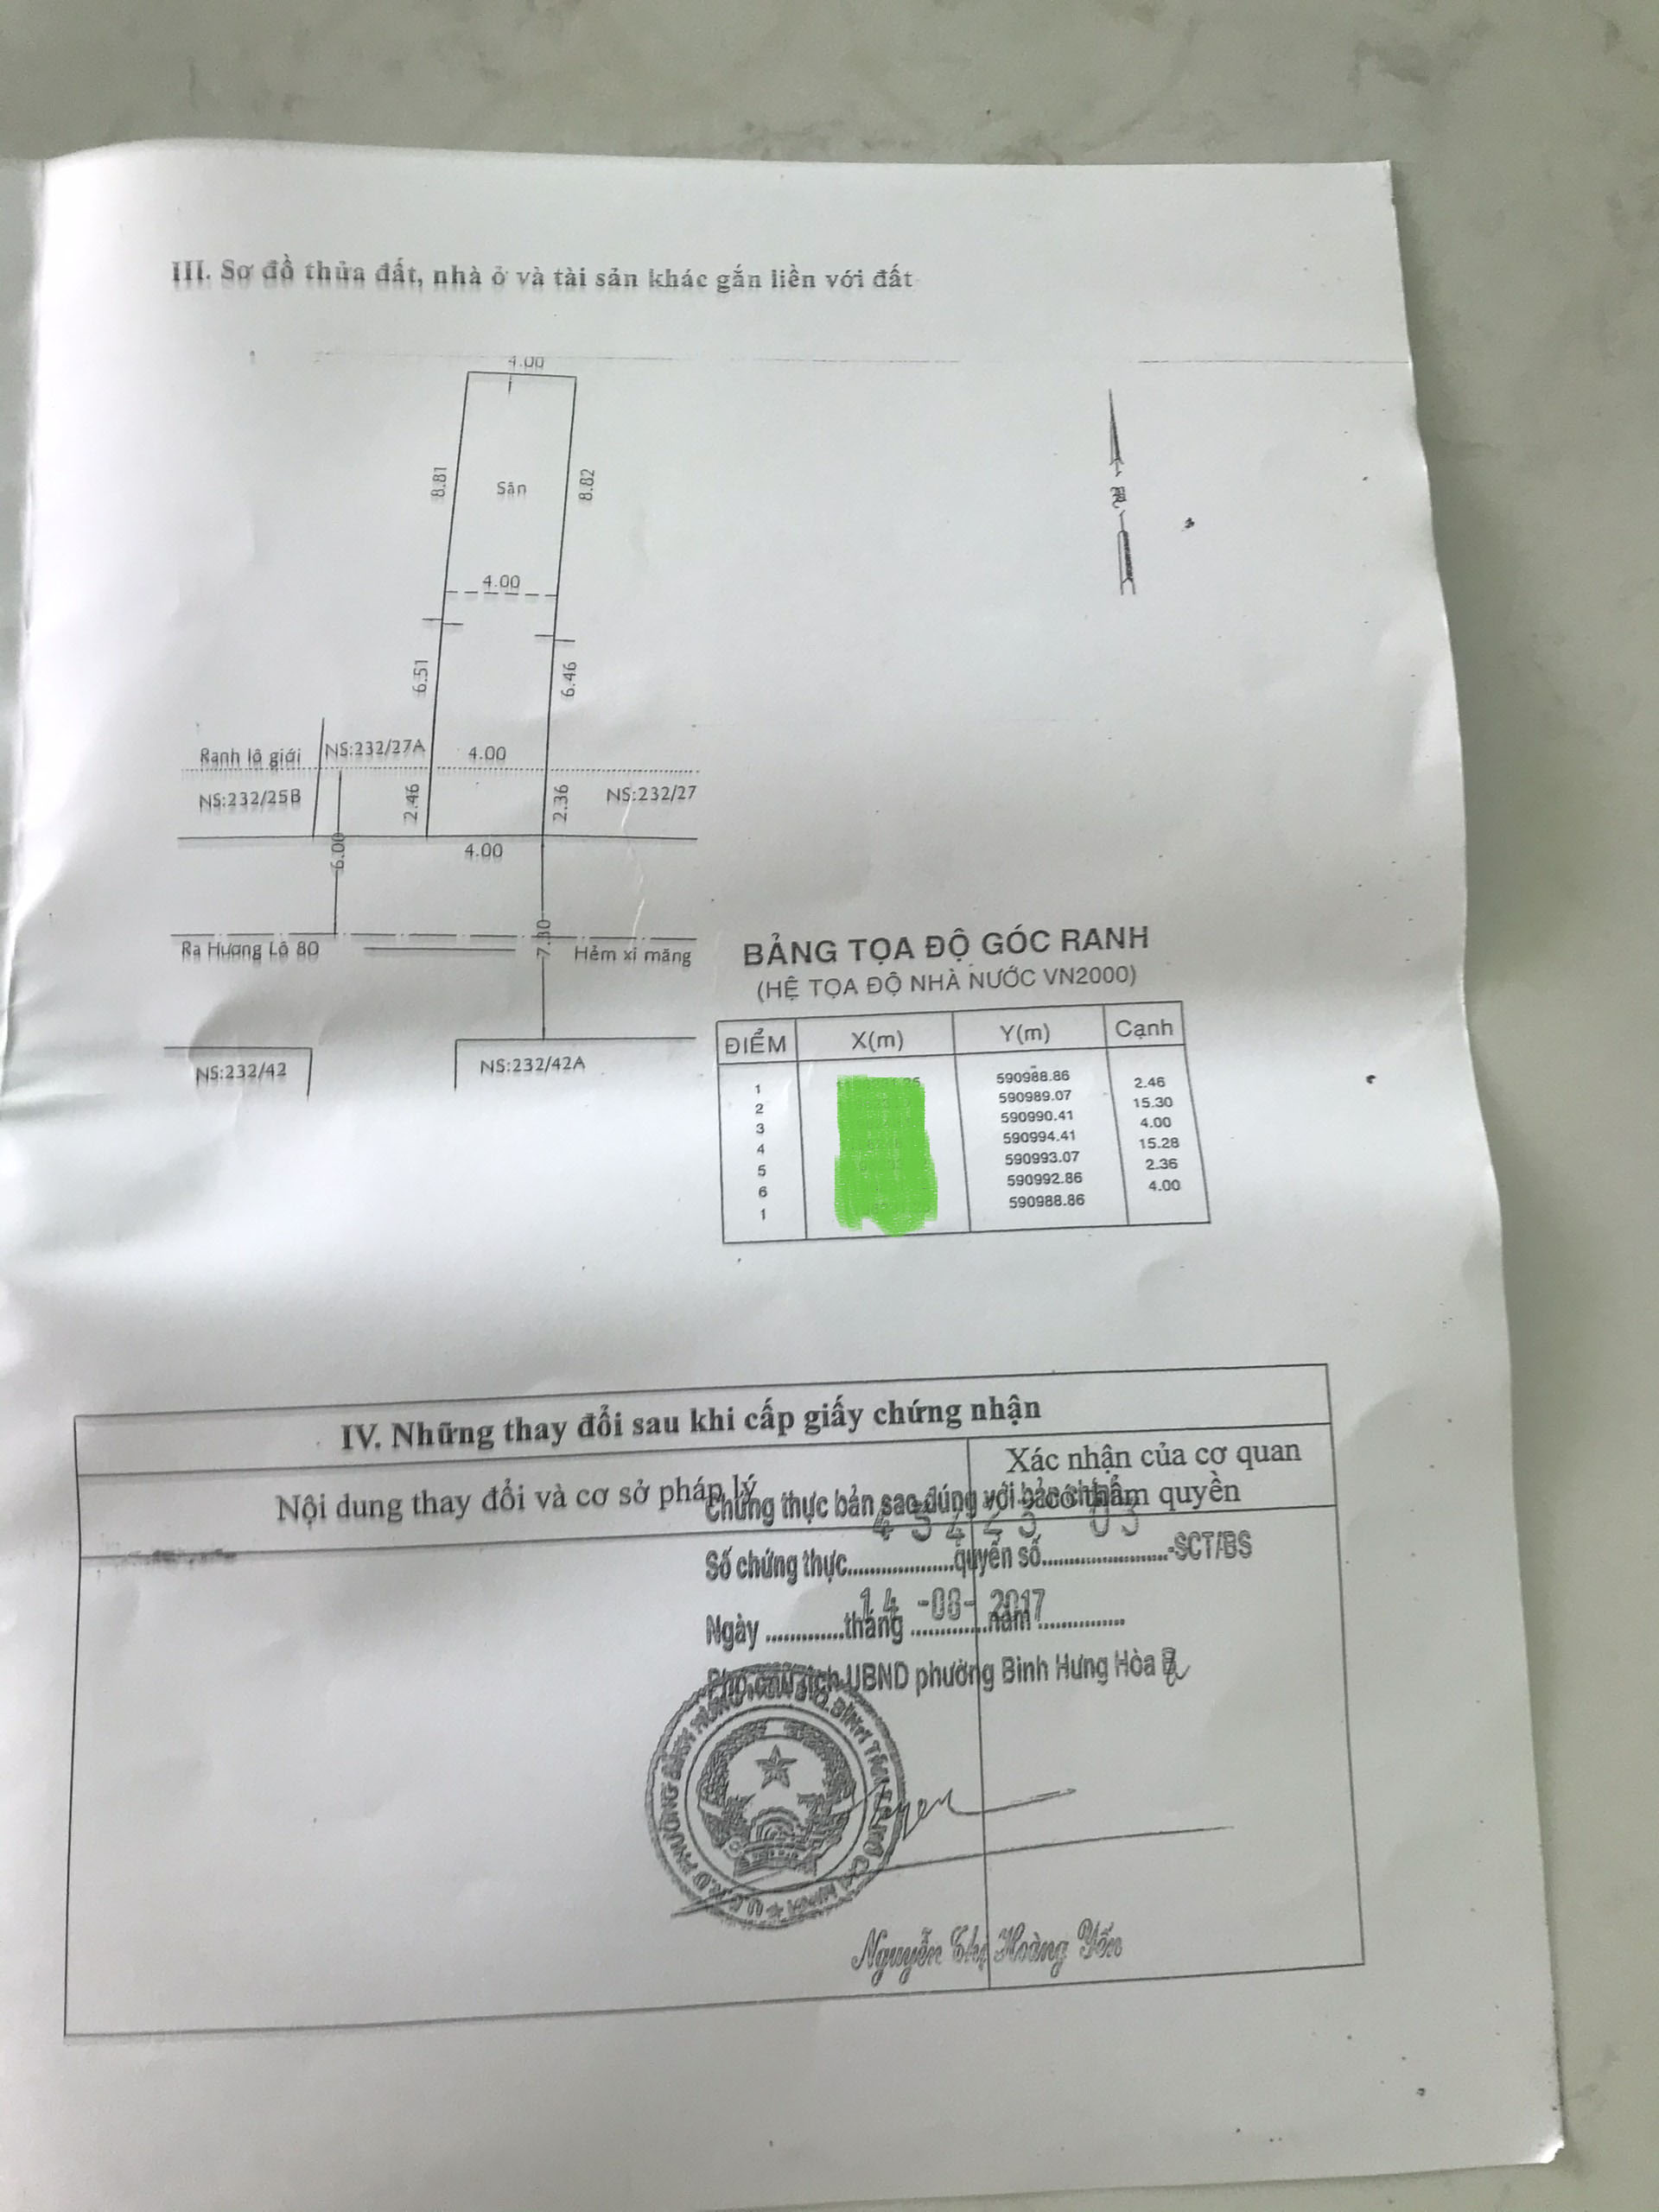 III. Sơ đồ thửa đất, nhà ở và tài sản khác gắn liền với đất
4.00
8.81
Sân
8.82
4.00
6.51
6.46
Ranh lộ giới
NS:232/27A
4.00
NS:232/25B
2.46
2.36
NS:232/27
6.00
4.00
Ra Hương Lộ 80
7.30
Hẻm xi măng
NS:232/42
NS:232/42A
BẢNG TỌA ĐỘ GÓC RANH
(HỆ TỌA ĐỘ NHÀ NƯỚC VN2000)
ĐIỂM X(m) Y(m) Cạnh
1 590988.86 2.46
2 590989.07 15.30
3 590990.41 4.00
4 590994.41 15.28
5 590993.07 2.36
6 590992.86 4.00
1 590988.86
IV. Những thay đổi sau khi cấp giấy chứng nhận
Nội dung thay đổi và cơ sở pháp lý
Xác nhận của cơ quan
có thẩm quyền
Chứng thực bản sao đúng với bản chính
Số chứng thực...................quyển số......................-SCT/BS
Ngày .............tháng .............năm ...............
14 -08- 2017
Phó chủ tịch UBND phường Bình Hưng Hòa B
Nguyễn Thị Hoàng Yến